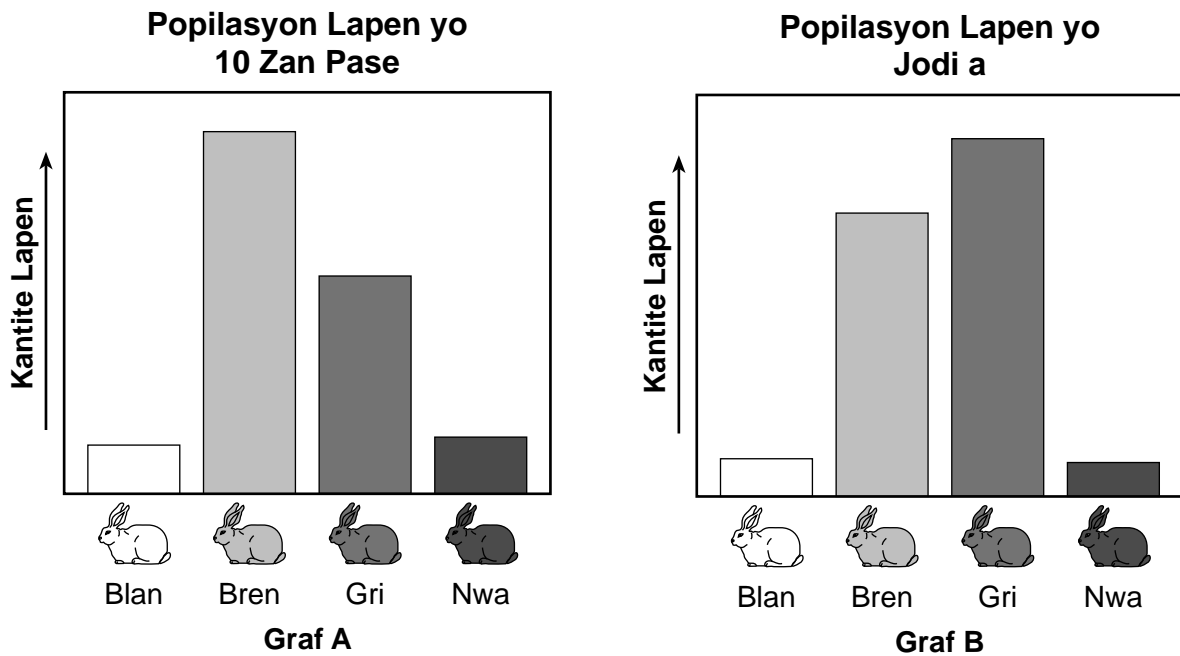 Popilasyon Lapen yo
10 Zan Pase
Kantite Lapen
Blan Bren Gri Nwa
Graf A
Popilasyon Lapen yo
Jodi a
Kantite Lapen
Blan Bren Gri Nwa
Graf B